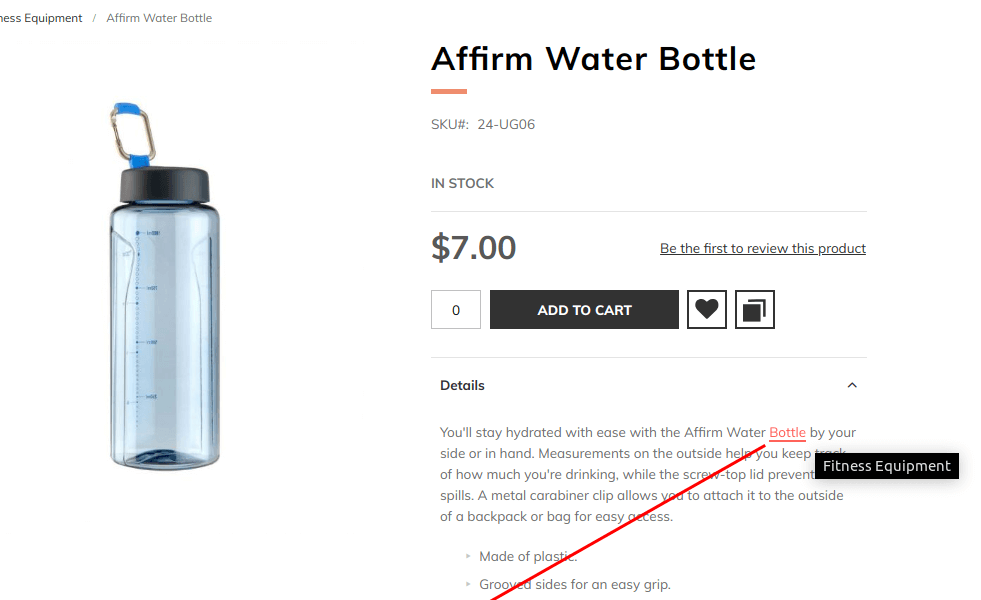 ness Equipment / Affirm Water Bottle
Affirm Water Bottle
SKU#: 24-UG06
IN STOCK
$7.00
Be the first to review this product
0
ADD TO CART
Details
You'll stay hydrated with ease with the Affirm Water Bottle by your
side or in hand. Measurements on the outside help you keep track
of how much you're drinking, while the screw-top lid prevent
Fitness Equipment
spills. A metal carabiner clip allows you to attach it to the outside
of a backpack or bag for easy access.
Made of plastic.
Grooved sides for an easy grip.